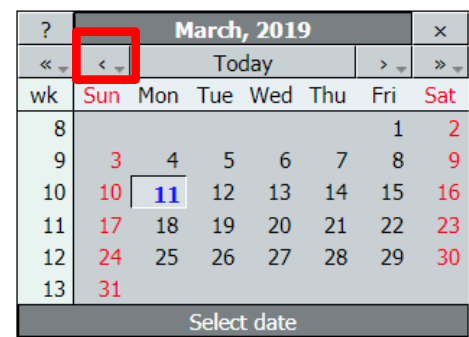 ? March, 2019 ×
« ‹ Today › »
wk Sun Mon Tue Wed Thu Fri Sat
8 1 2
9 3 4 5 6 7 8 9
10 10 11 12 13 14 15 16
11 17 18 19 20 21 22 23
12 24 25 26 27 28 29 30
13 31
Select date